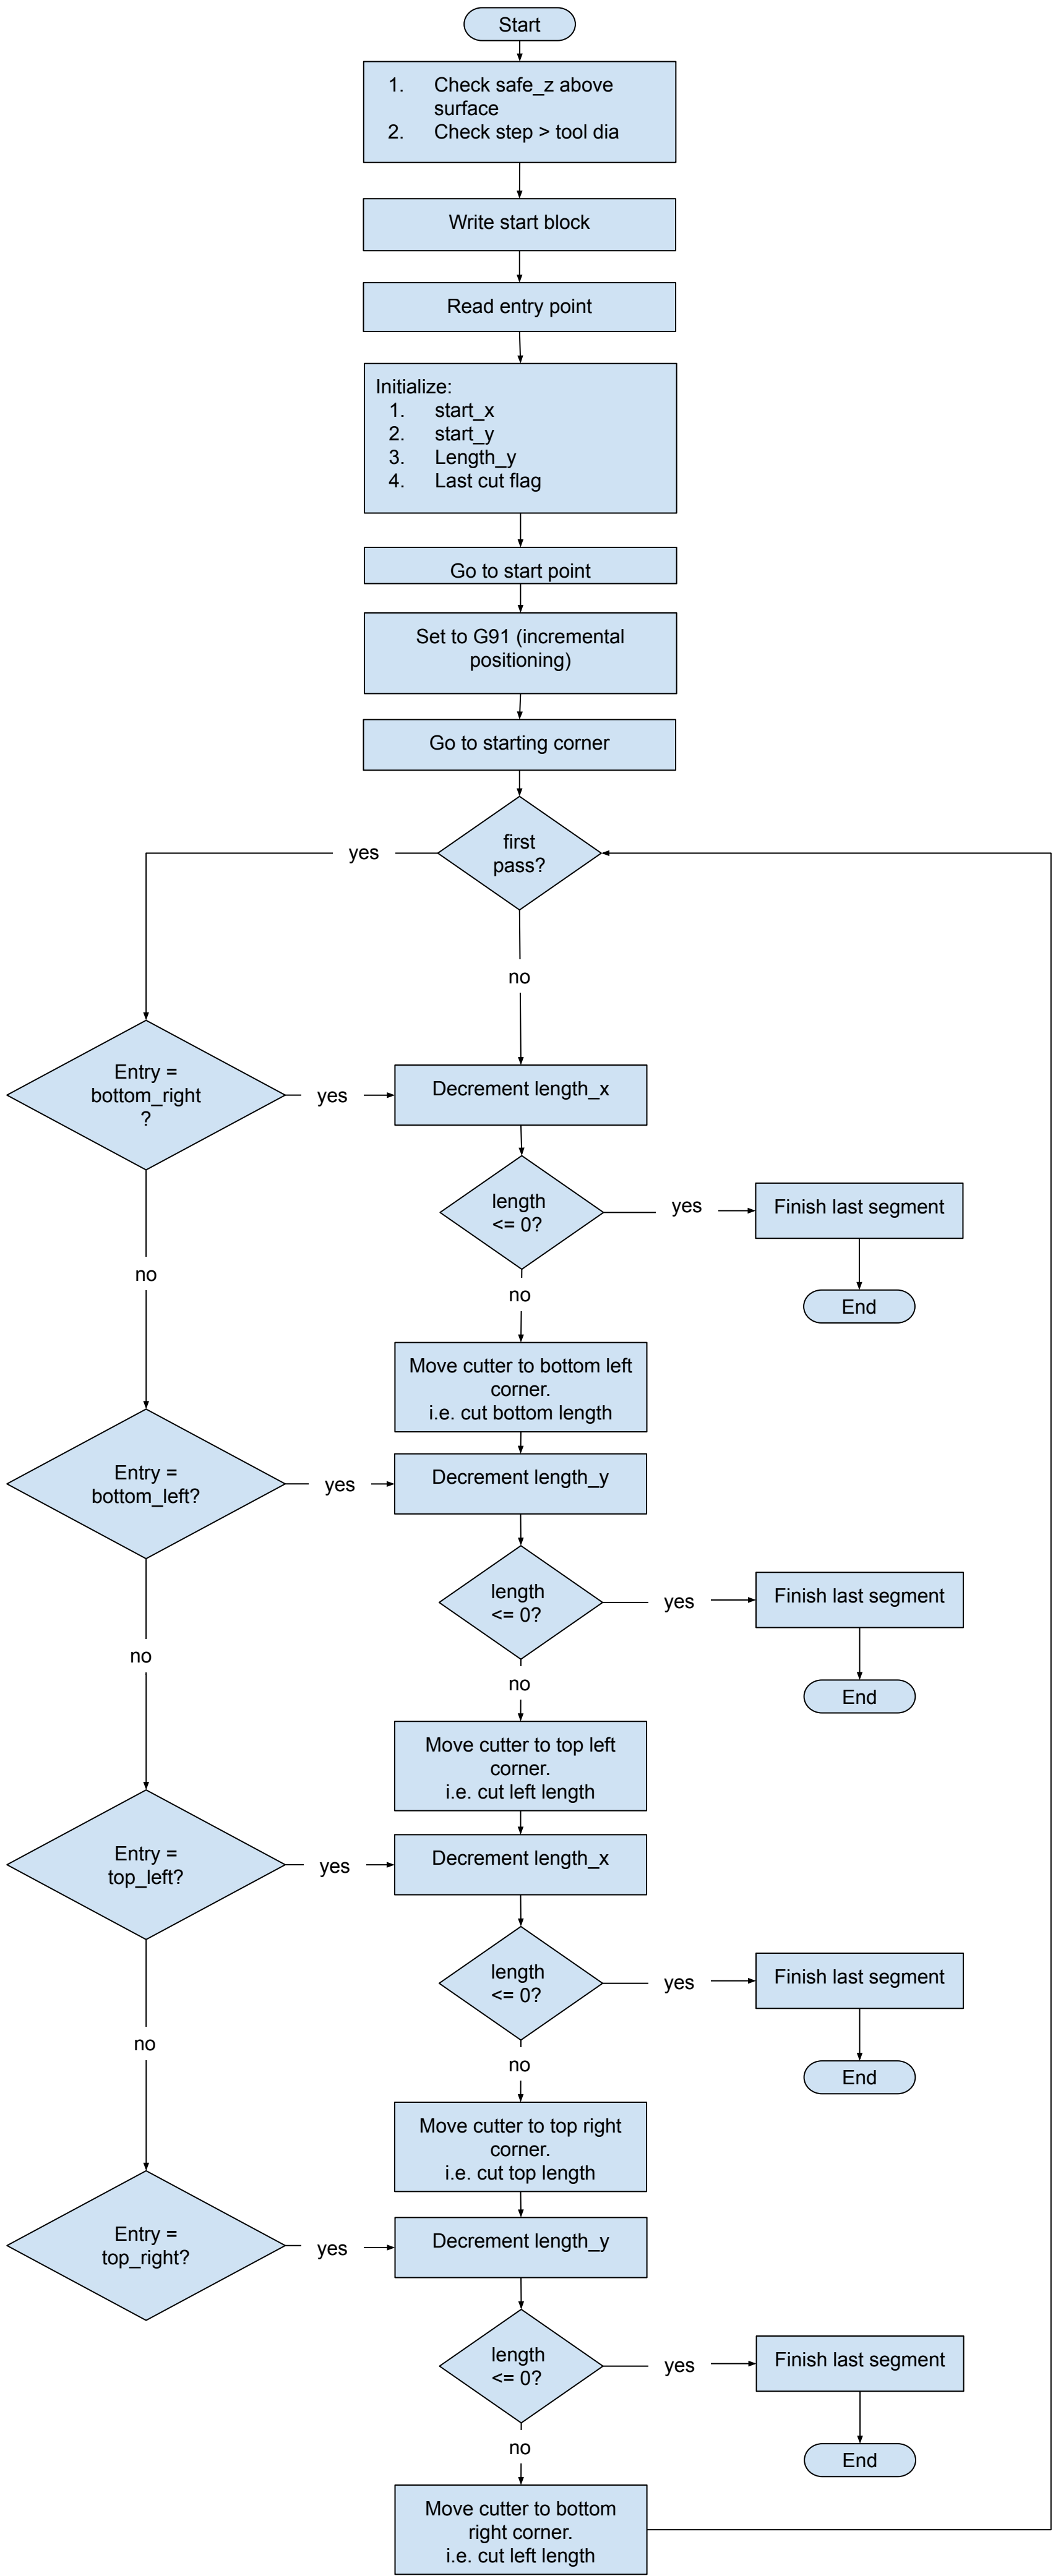 Start
1. Check safe_z above
surface
2. Check step > tool dia
Write start block
Read entry point
Initialize:
1. start_x
2. start_y
3. Length_y
4. Last cut flag
Go to start point
Set to G91 (incremental
positioning)
Go to starting corner
first
pass?
yes
no
Entry =
bottom_right
?
yes
Decrement length_x
length
<= 0?
yes
Finish last segment
no
End
no
Move cutter to bottom left
corner.
i.e. cut bottom length
Entry =
bottom_left?
yes
Decrement length_y
length
<= 0?
yes
Finish last segment
no
no
End
Move cutter to top left
corner.
i.e. cut left length
Entry =
top_left?
yes
Decrement length_x
length
<= 0?
yes
Finish last segment
no
no
End
Move cutter to top right
corner.
i.e. cut top length
Entry =
top_right?
yes
Decrement length_y
length
<= 0?
yes
Finish last segment
no
End
Move cutter to bottom
right corner.
i.e. cut left length